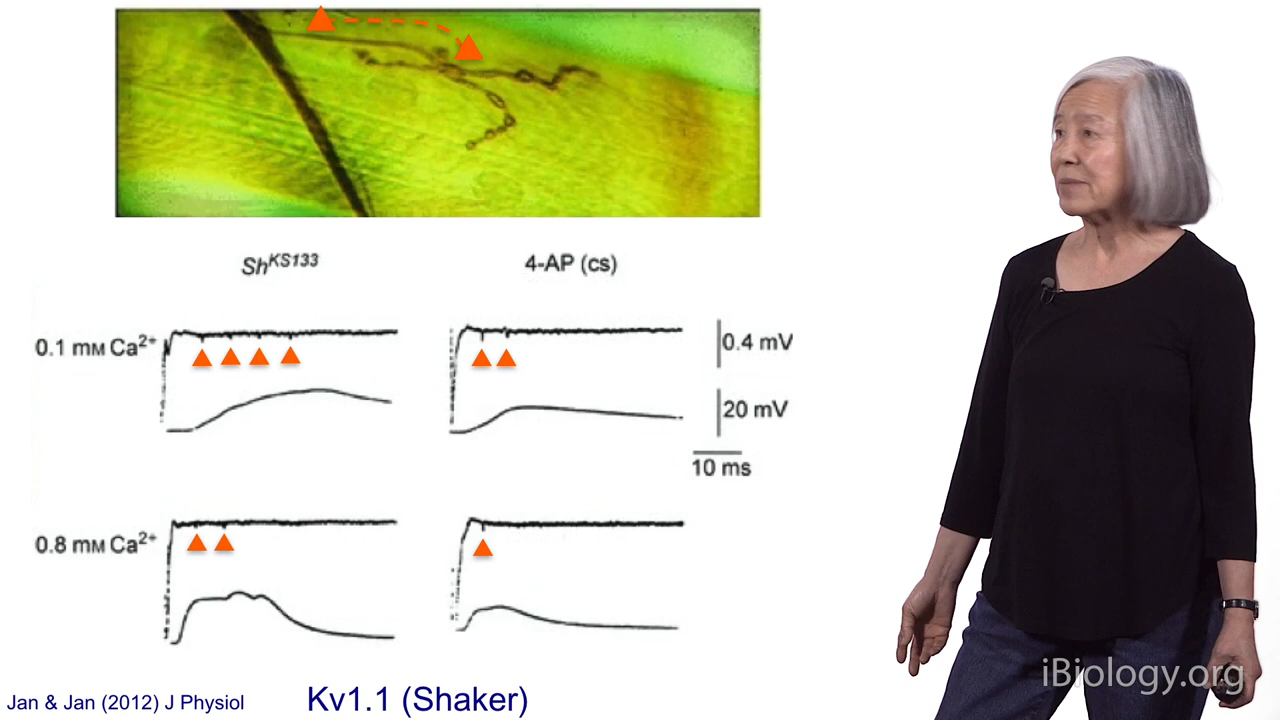 Sh^KS133
4-AP (cs)
0.1 mM Ca²⁺
0.4 mV
20 mV
10 ms
0.8 mM Ca²⁺
Jan & Jan (2012) J Physiol
Kv1.1 (Shaker)
iBiology.org